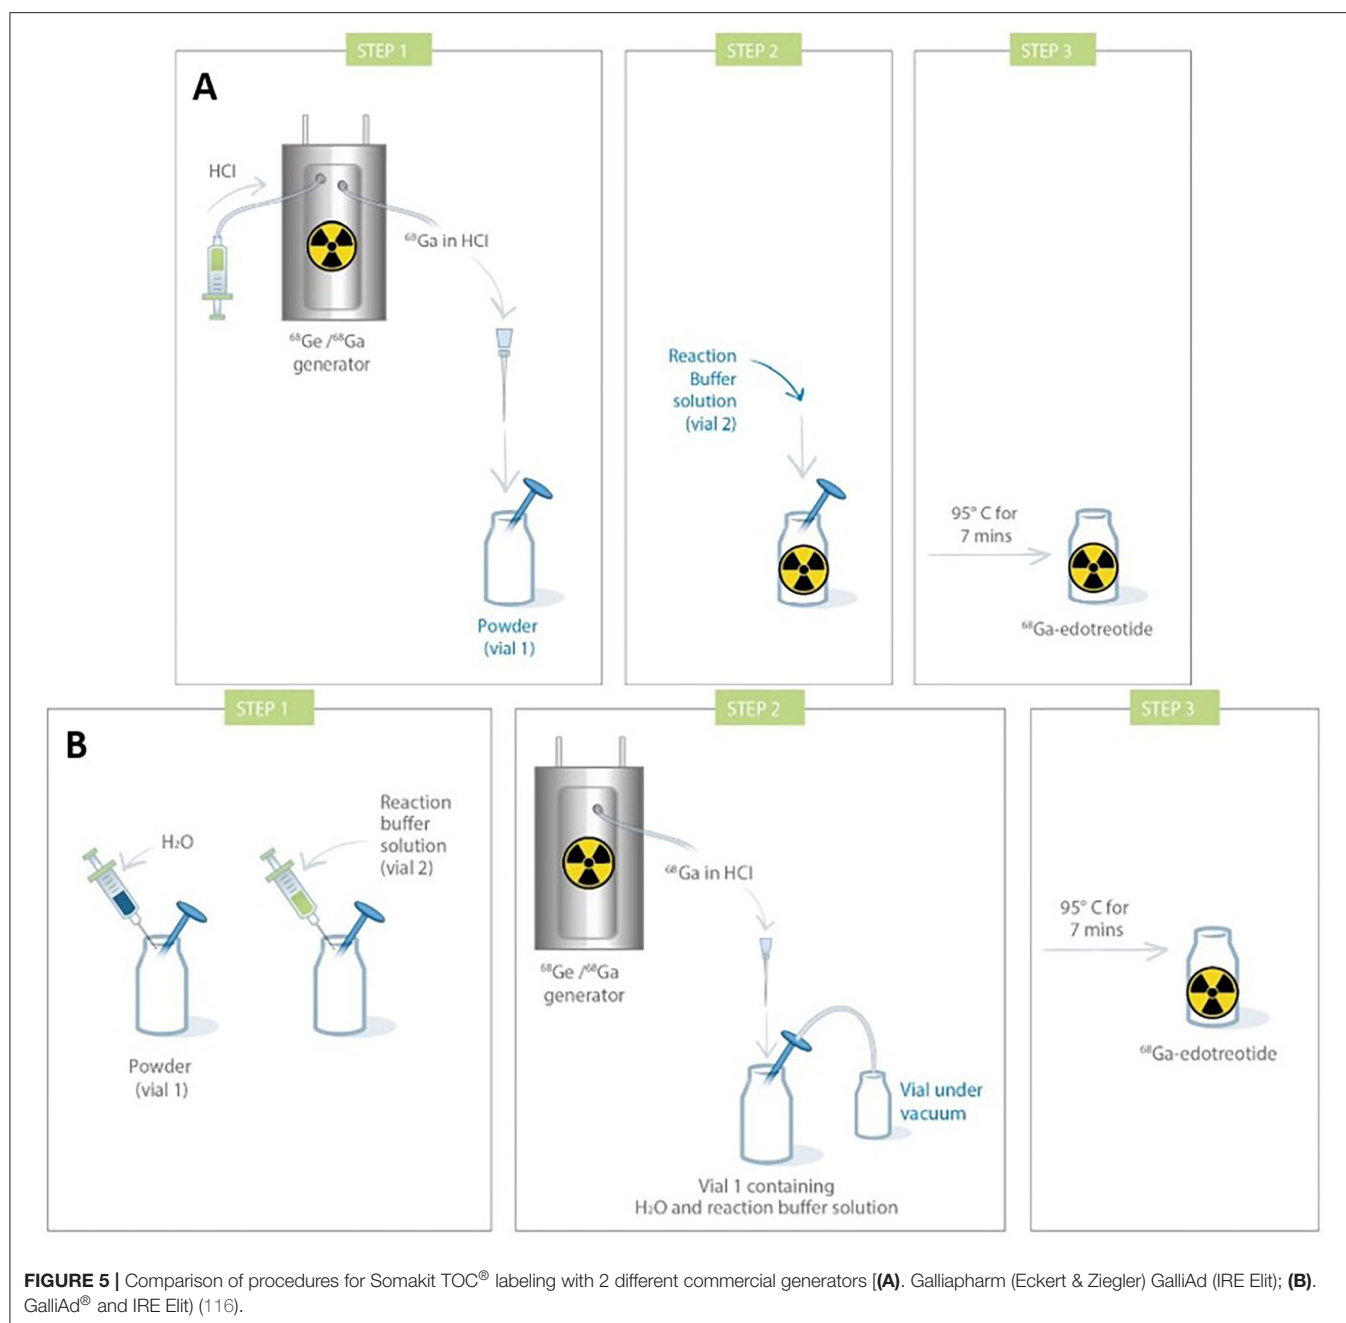 STEP 1
STEP 2
STEP 3
A
HCl
⁶⁸Ga in HCl
⁶⁸Ge /⁶⁸Ga
generator
Powder
(vial 1)
Reaction
Buffer
solution
(vial 2)
95° C for
7 mins
⁶⁸Ga-edotreotide
STEP 1
STEP 2
STEP 3
B
H₂O
Reaction
buffer
solution
(vial 2)
Powder
(vial 1)
⁶⁸Ga in HCl
⁶⁸Ge /⁶⁸Ga
generator
Vial under
vacuum
Vial 1 containing
H₂O and reaction buffer solution
95° C for
7 mins
⁶⁸Ga-edotreotide
FIGURE 5 | Comparison of procedures for Somakit TOC® labeling with 2 different commercial generators [(A). Galliapharm (Eckert & Ziegler) GalliAd (IRE Elit); (B).
GalliAd® and IRE Elit) (116).